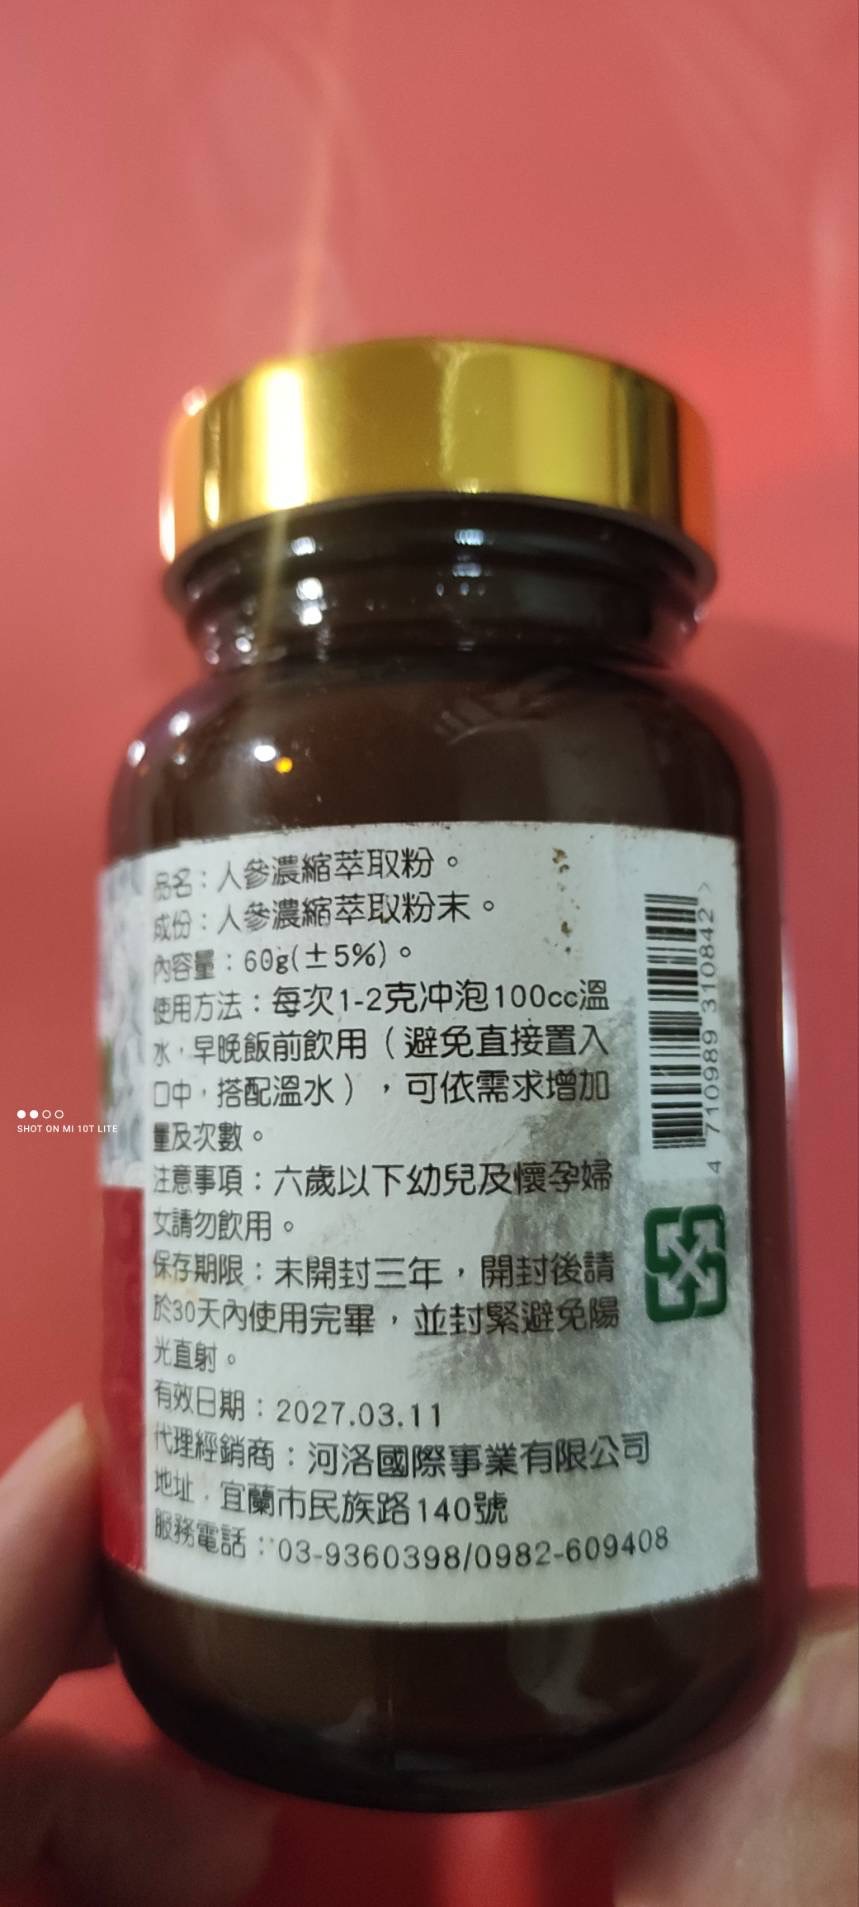 品名：人參濃縮萃取粉。
成份：人參濃縮萃取粉末。
內容量：60g(±5%)。
使用方法：每次1-2克冲泡100cc溫
水，早晚飯前飲用（避免直接置入
口中，搭配溫水），可依需求增加
量及次數。
注意事項：六歲以下幼兒及懷孕婦
女請勿飲用。
保存期限：未開封三年，開封後請
於30天內使用完畢，並封緊避免陽
光直射。
有效日期：2027.03.11
代理經銷商：河洛國際事業有限公司
地址：宜蘭市民族路140號
服務電話：03-9360398/0982-609408
4 710989 310842 >
SHOT ON MI 10T LITE